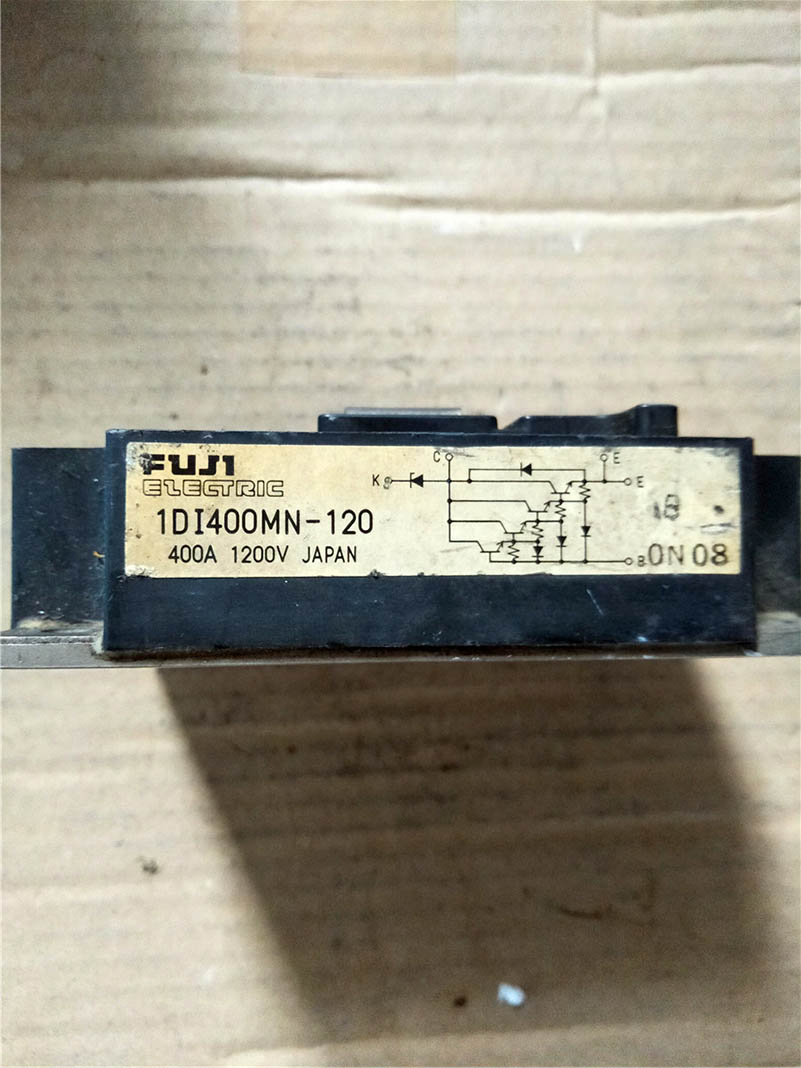 FUJI
ELECTRIC
1DI400MN-120
400A 1200V JAPAN
C
E
K
E
B
0N08